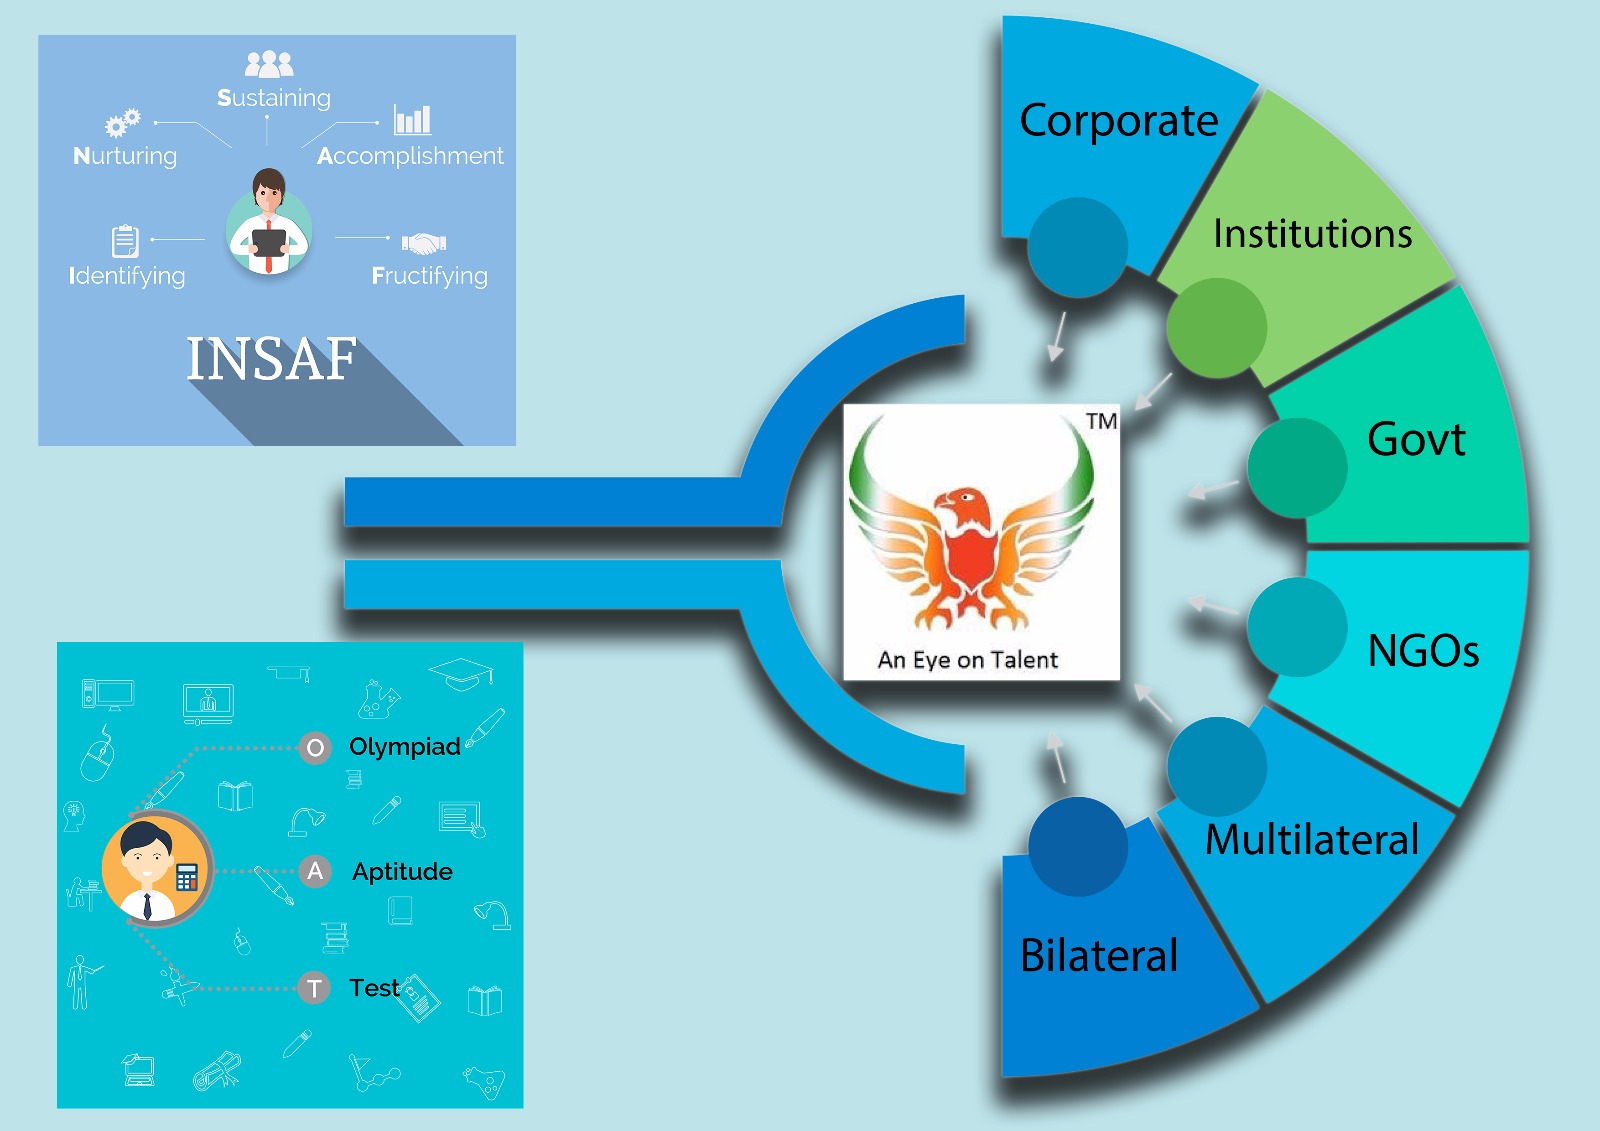 Sustaining
Nurturing
Accomplishment
Identifying
Fructifying
INSAF
Corporate
Institutions
Govt
NGOs
Multilateral
Bilateral
TM
An Eye on Talent
O Olympiad
A Aptitude
T Test